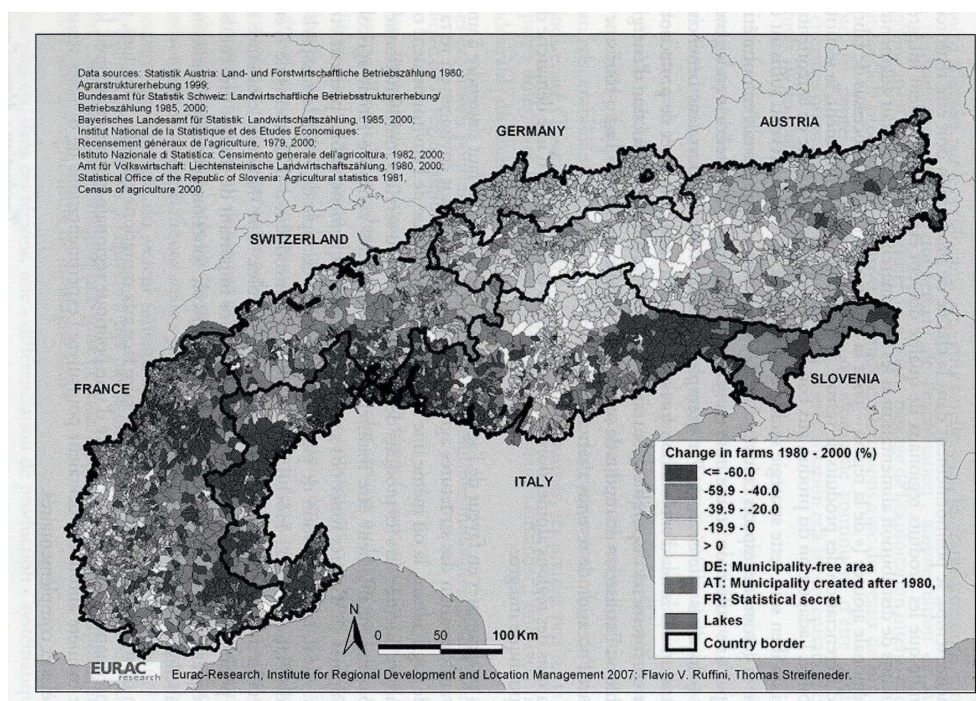 Data sources: Statistik Austria: Land- und Forstwirtschaftliche Betriebszählung 1980;
Agrarstrukturerhebung 1999;
Bundesamt für Statistik Schweiz: Landwirtschaftliche Betriebsstrukturerhebung/
Betriebszählung 1985, 2000;
Bayerisches Landesamt für Statistik: Landwirtschaftszählung, 1985, 2000;
Institut National de la Statistique et des Etudes Economiques:
Recensement généraux de l'agriculture, 1979, 2000;
Istituto Nazionale di Statistica: Censimento generale dell'agricoltura, 1982, 2000;
Amt für Volkswirtschaft: Liechtensteinische Landwirtschaftszählung, 1980, 2000;
Statistical Office of the Republic of Slovenia: Agricultural statistics 1981,
Census of agriculture 2000.
GERMANY
AUSTRIA
SWITZERLAND
FRANCE
SLOVENIA
ITALY
Change in farms 1980 - 2000 (%)
<= -60.0
-59.9 - -40.0
-39.9 - -20.0
-19.9 - 0
> 0
DE: Municipality-free area
AT: Municipality created after 1980,
FR: Statistical secret
Lakes
Country border
N
0 50 100 Km
EURAC
research
Eurac-Research, Institute for Regional Development and Location Management 2007: Flavio V. Ruffini, Thomas Streifeneder.